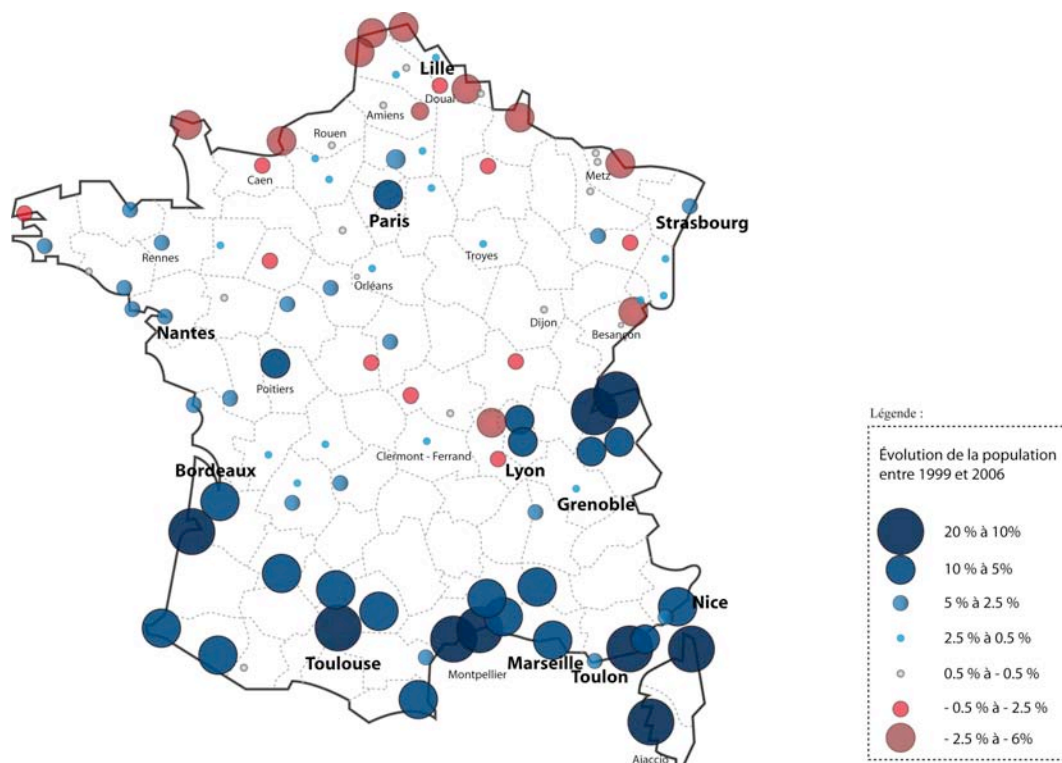 Lille
Douai
Amiens
Rouen
Metz
Caen
Paris
Strasbourg
Rennes
Troyes
Orléans
Dijon
Besançon
Nantes
Poitiers
Clermont - Ferrand
Lyon
Bordeaux
Grenoble
Nice
Toulouse
Montpellier
Marseille
Toulon
Ajaccio
Légende :
Évolution de la population
entre 1999 et 2006
20 % à 10%
10 % à 5%
5 % à 2.5 %
2.5 % à 0.5 %
0.5 % à - 0.5 %
- 0.5 % à - 2.5 %
- 2.5 % à - 6%